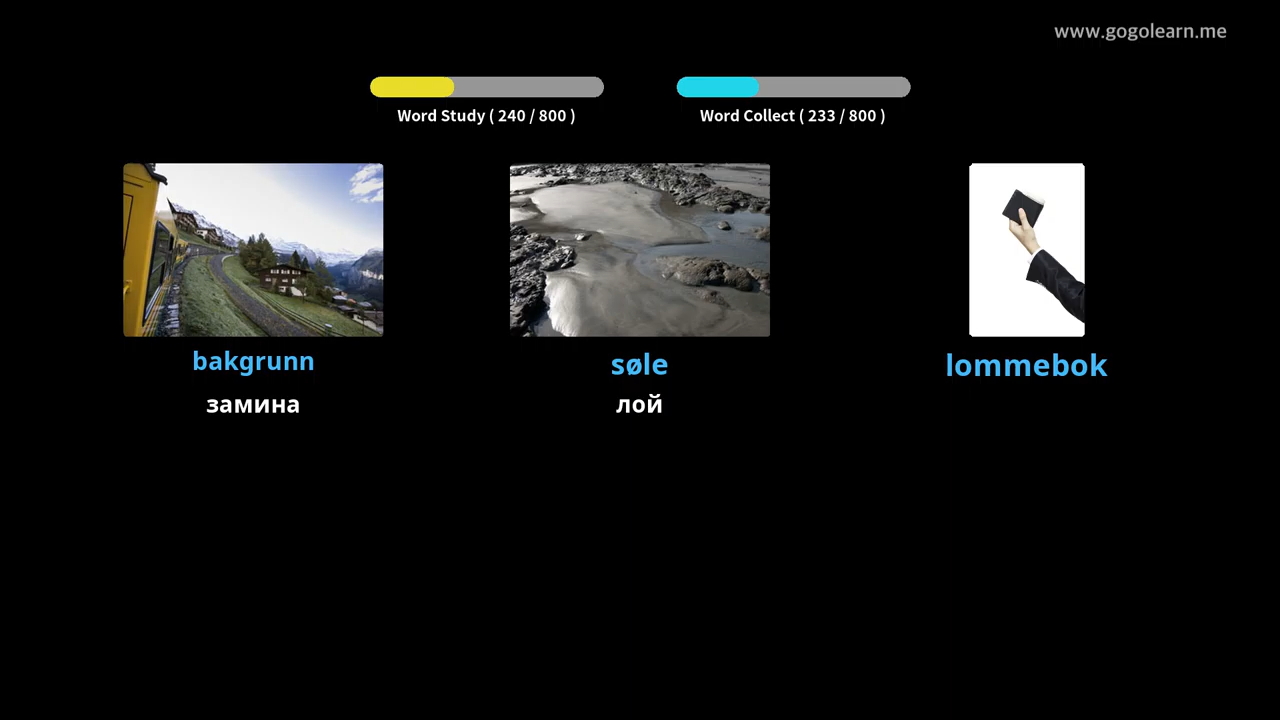 www.gogolearn.me
Word Study ( 240 / 800 )
Word Collect ( 233 / 800 )
bakgrunn
замина
søle
лой
lommebok